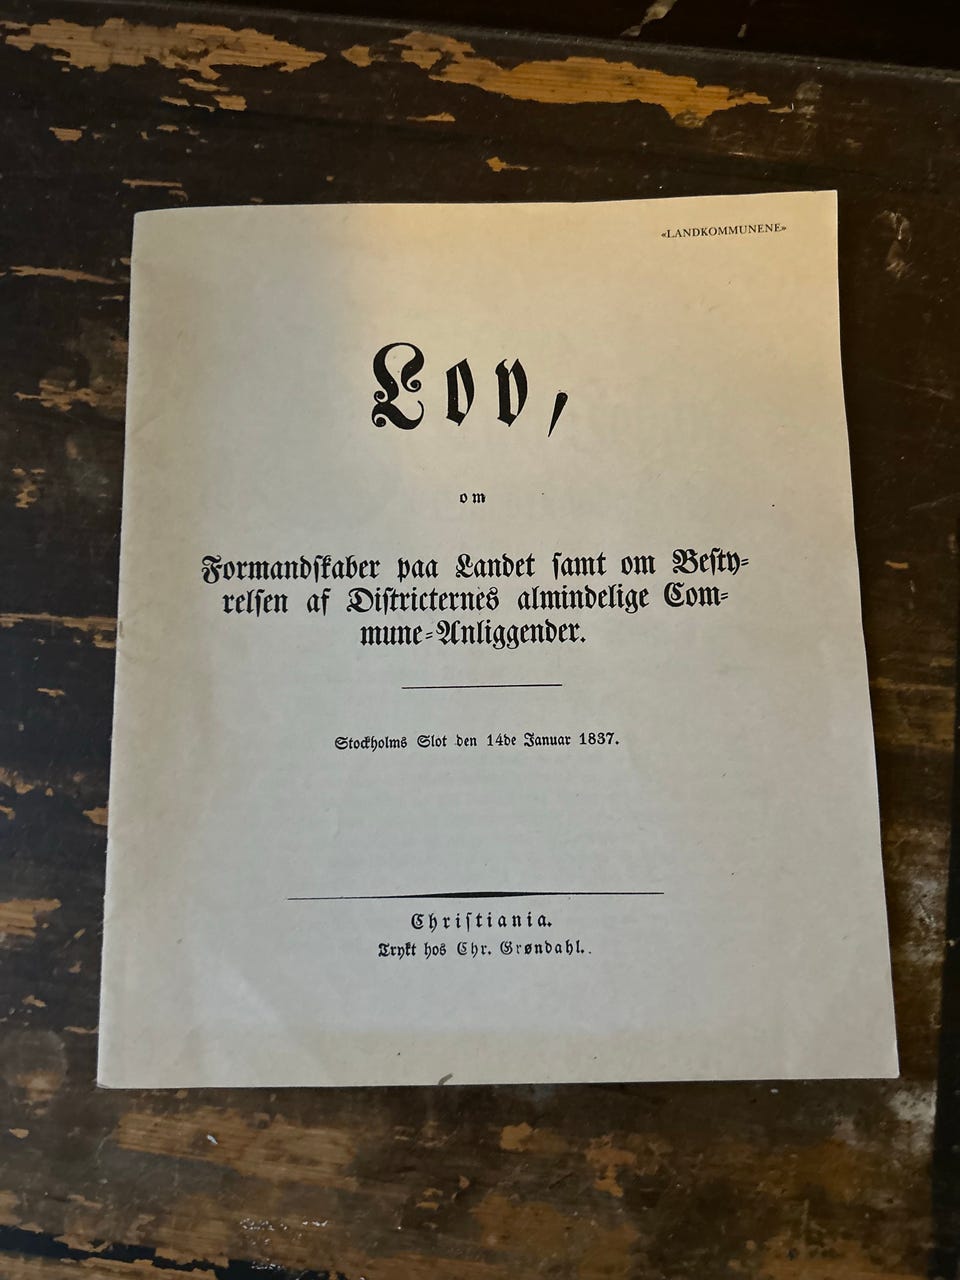 «LANDKOMMUNENE»
Lov,
om
Formandſkaber paa Landet ſamt om Beſty-
relſen af Diſtricternes almindelige Com-
mune-Anliggender.
Stockholms Slot den 14de Januar 1837.
Chriſtiania.
Trykt hos Chr. Grøndahl..